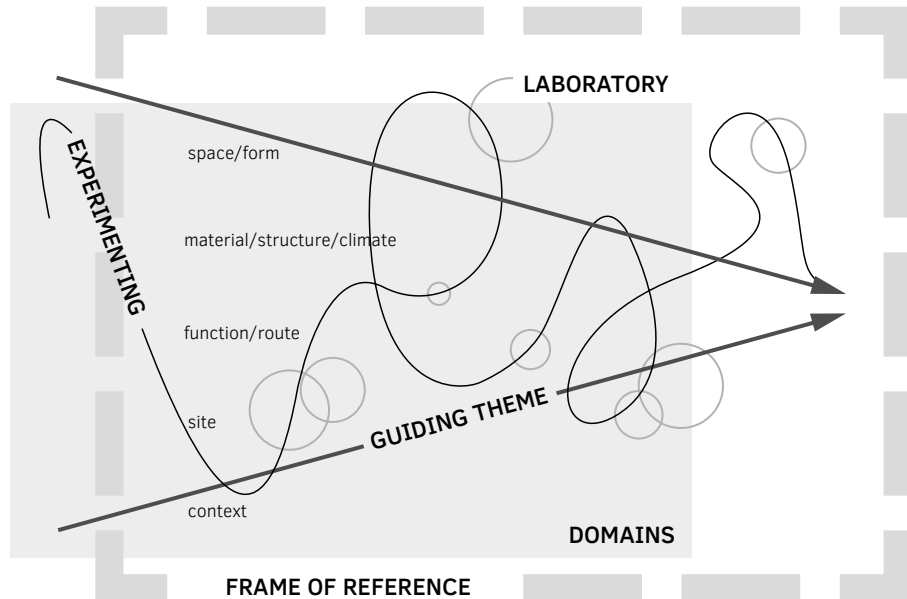 LABORATORY
EXPERIMENTING
space/form
material/structure/climate
function/route
GUIDING THEME
site
context
DOMAINS
FRAME OF REFERENCE